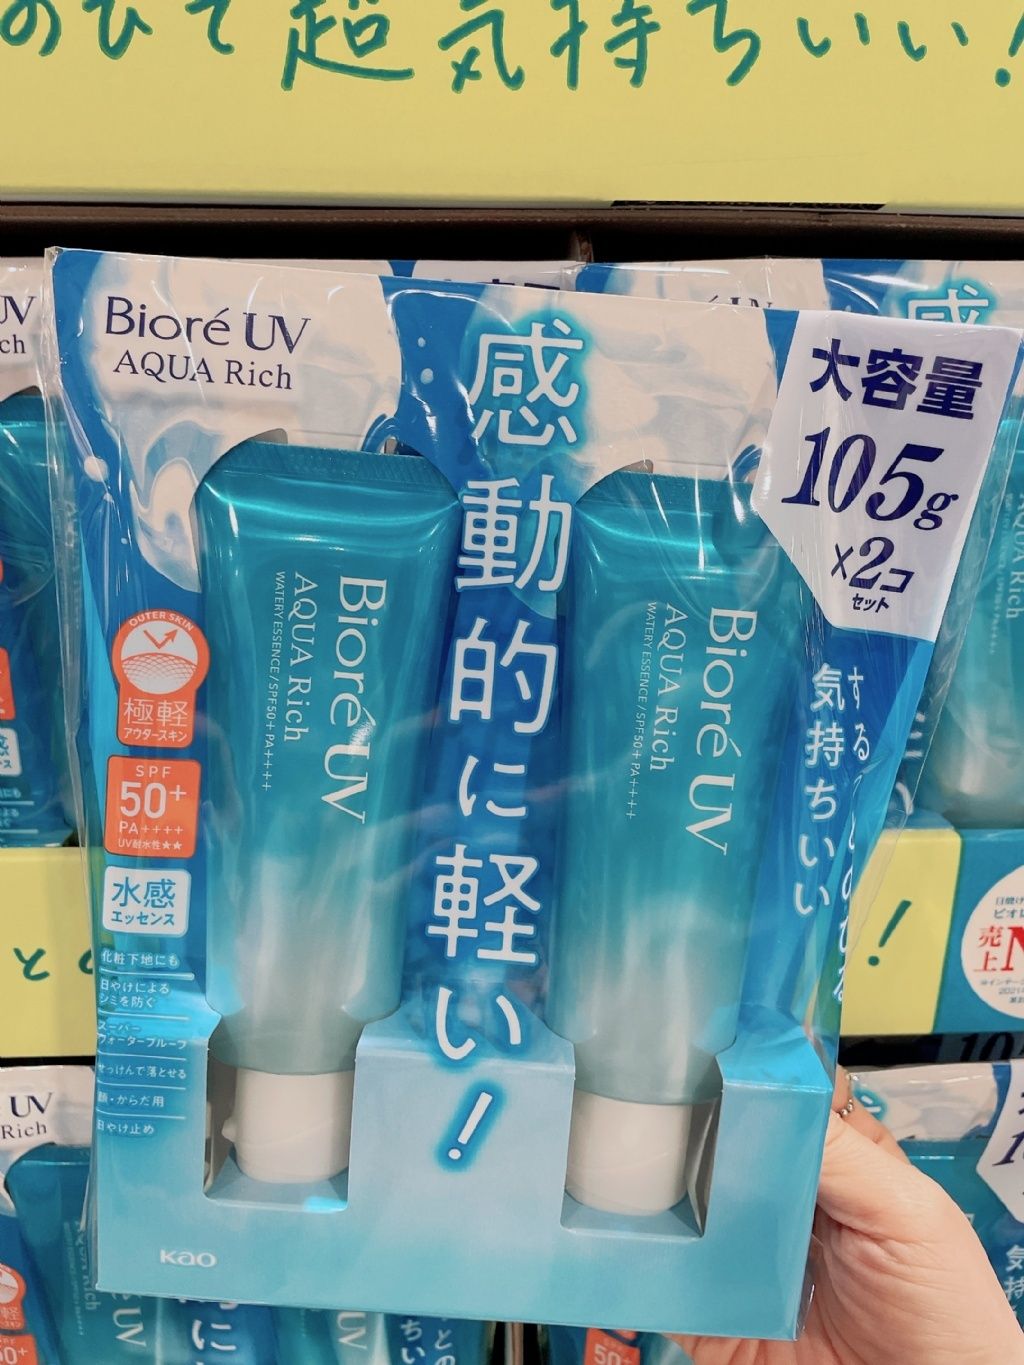 のびて超気持ちいい!
Bioré UV
AQUA Rich
感動的に軽い!
大容量
105g
×2コ
セット
する
気持ちいい
OUTER SKIN
極軽
アウタースキン
SPF
50+
PA++++
UV耐水性★★
水感
エッセンス
化粧下地にも
日やけによる
シミを防ぐ
スーパー
ウォータープルーフ
せっけんで落とせる
顔・からだ用
日やけ止め
Bioré UV
AQUA Rich
WATERY ESSENCE / SPF50+ PA++++
Bioré UV
AQUA Rich
WATERY ESSENCE / SPF50+ PA++++
Kao
売
上